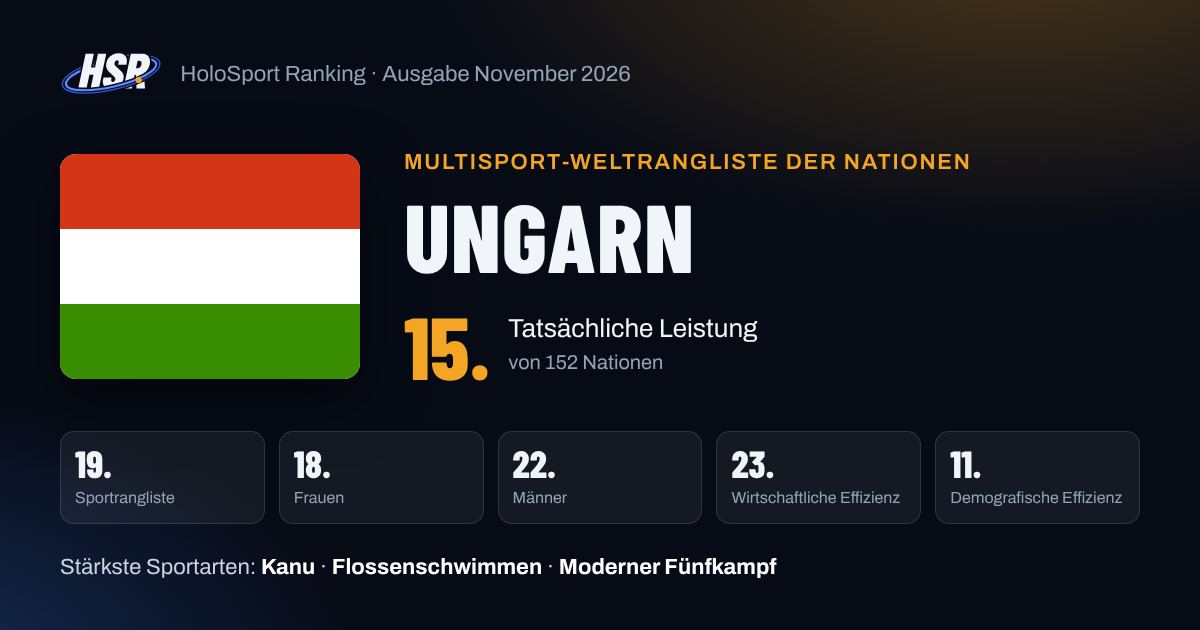 HSR
HoloSport Ranking · Ausgabe November 2026
MULTISPORT-WELTRANGLISTE DER NATIONEN
UNGARN
15.
Tatsächliche Leistung
von 152 Nationen
19.
Sportrangliste
18.
Frauen
22.
Männer
23.
Wirtschaftliche Effizienz
11.
Demografische Effizienz
Stärkste Sportarten: Kanu · Flossenschwimmen · Moderner Fünfkampf